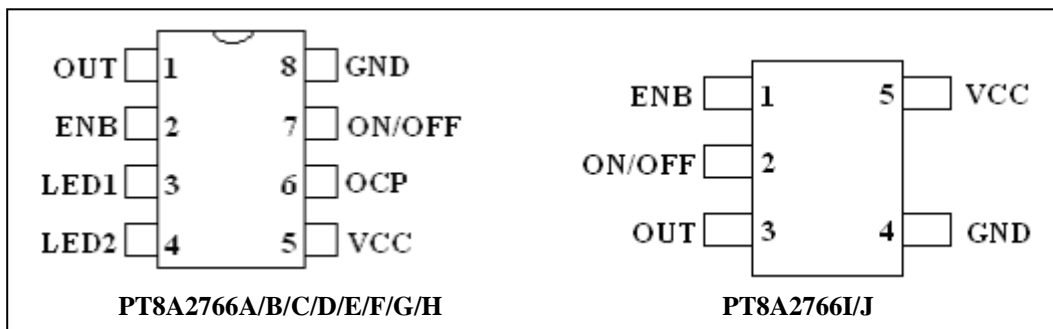 OUT 1 8 GND
ENB 2 7 ON/OFF
LED1 3 6 OCP
LED2 4 5 VCC
PT8A2766A/B/C/D/E/F/G/H
ENB 1 5 VCC
ON/OFF 2
OUT 3 4 GND
PT8A2766I/J